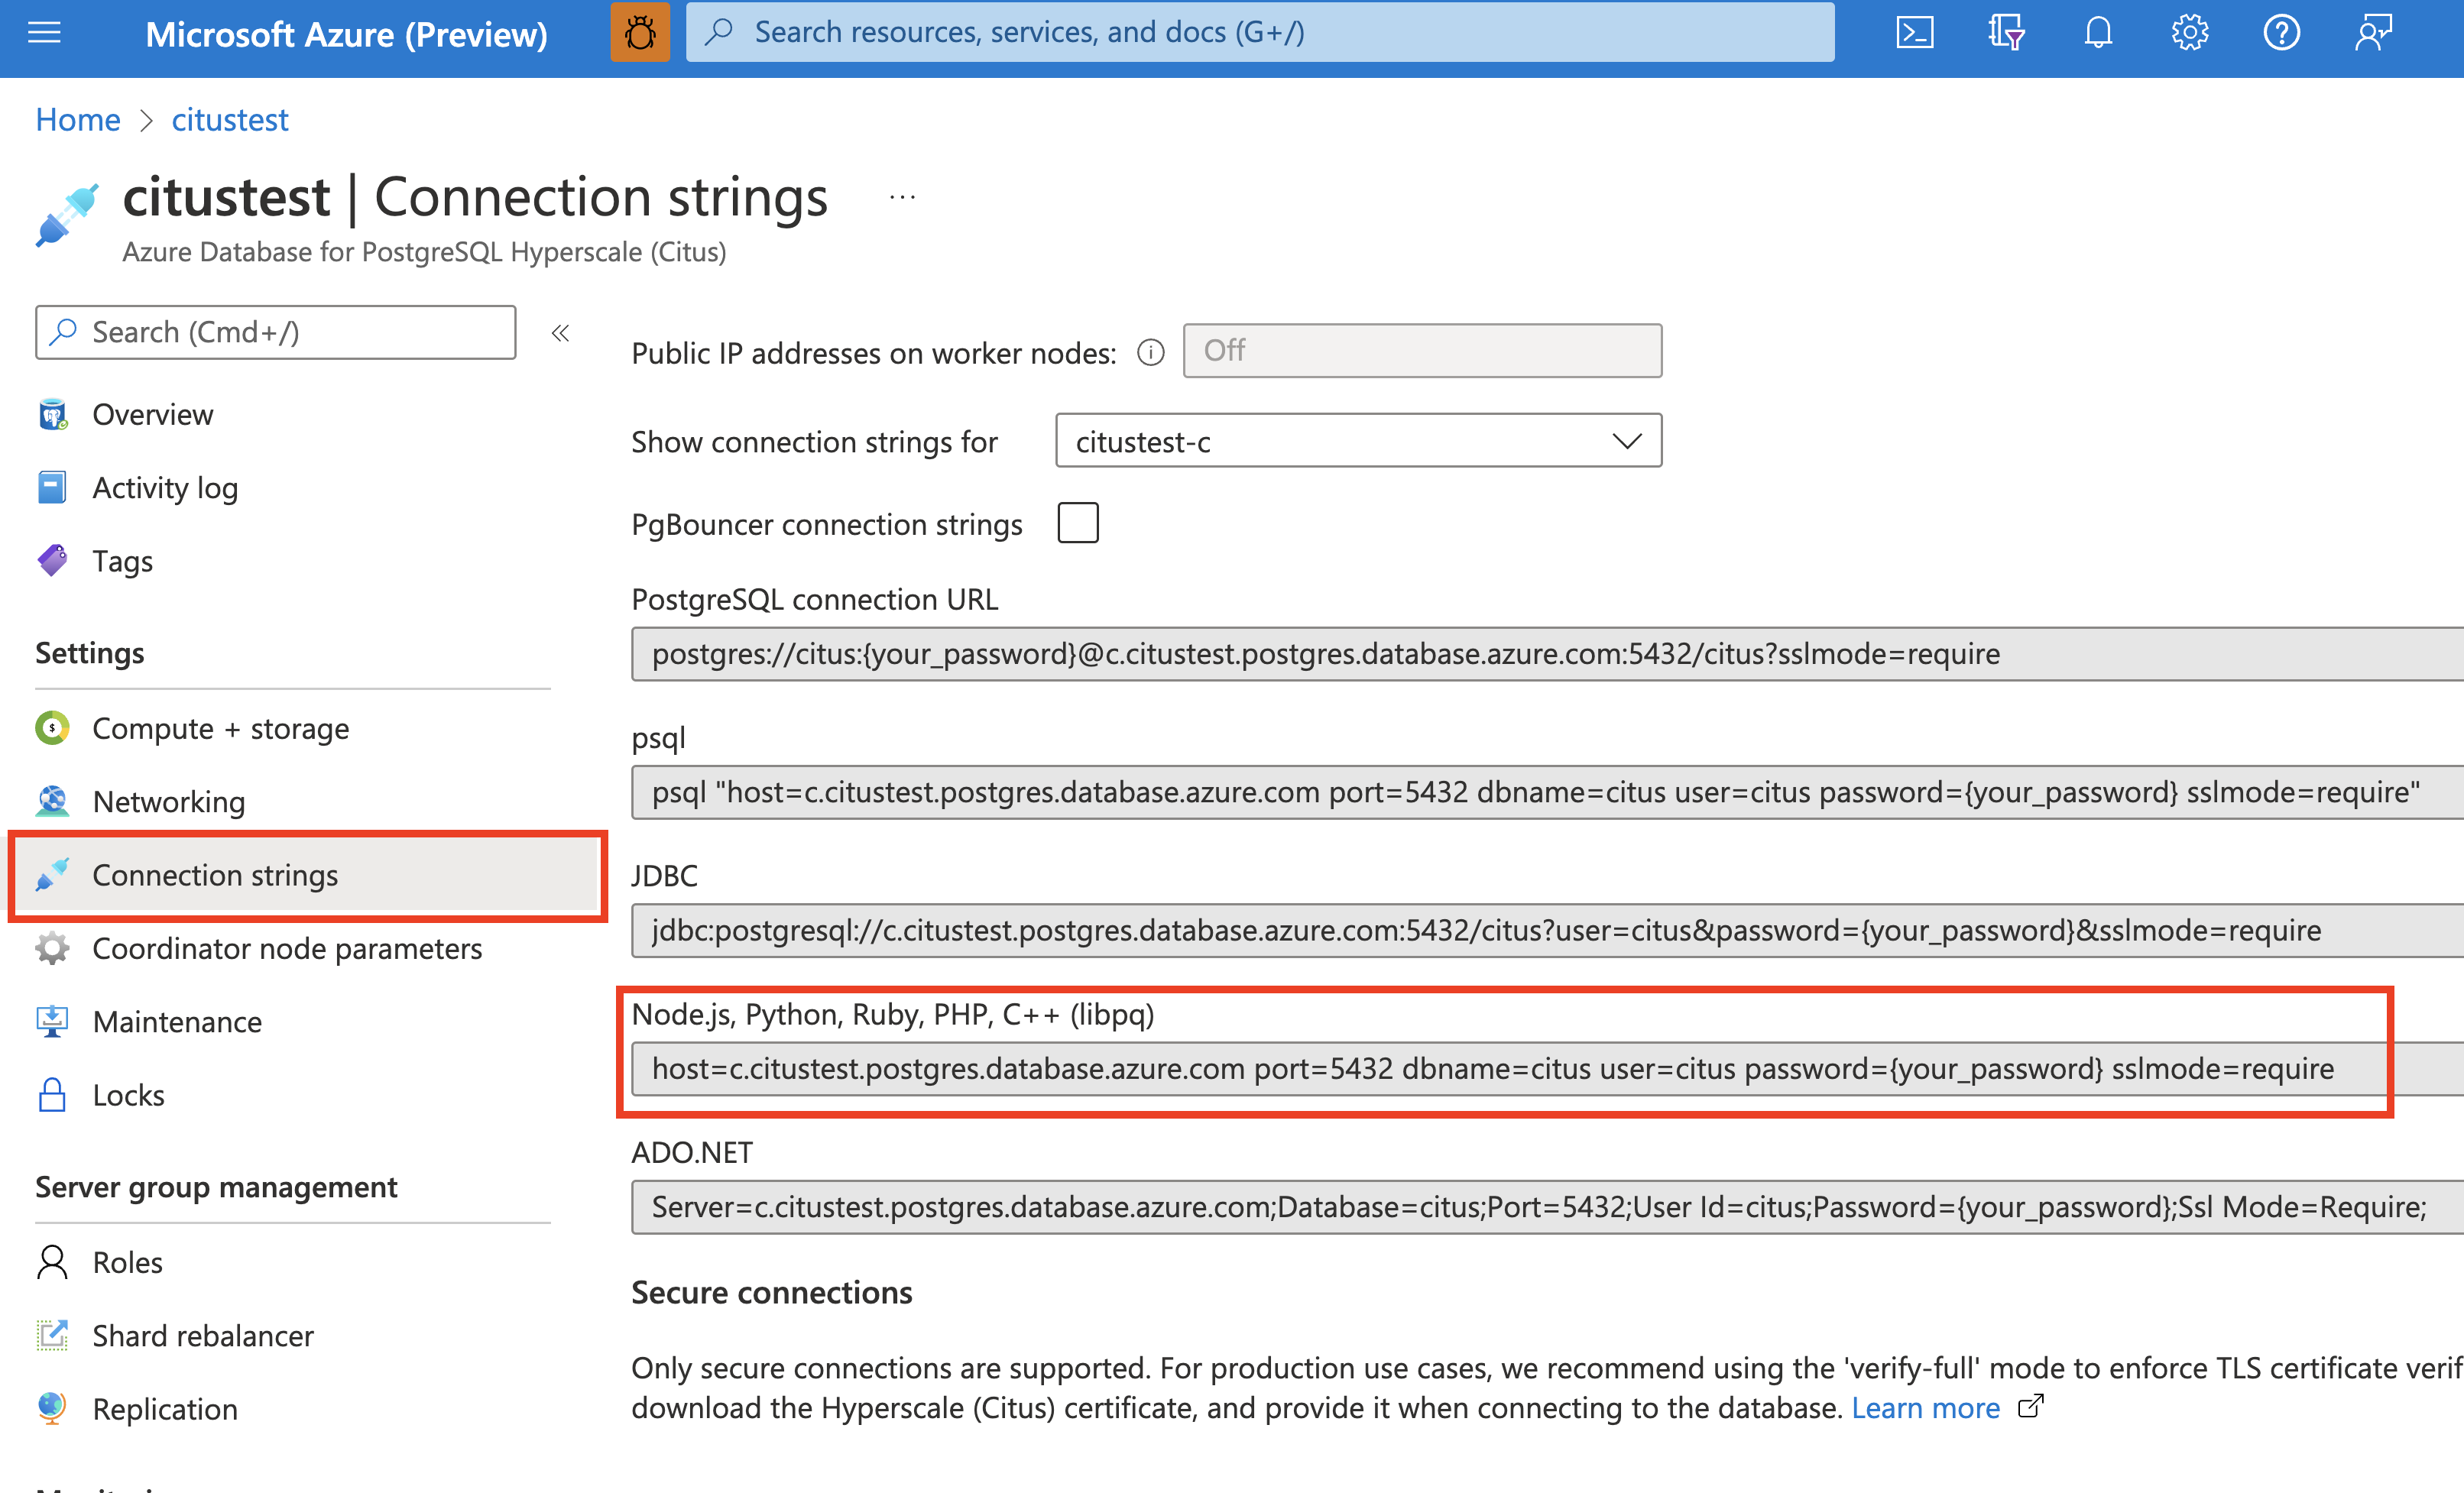 Microsoft Azure (Preview)
Search resources, services, and docs (G+/)
Home > citustest
citustest | Connection strings ...
Azure Database for PostgreSQL Hyperscale (Citus)
Search (Cmd+/)
«
Overview
Activity log
Tags
Settings
Compute + storage
Networking
Connection strings
Coordinator node parameters
Maintenance
Locks
Server group management
Roles
Shard rebalancer
Replication
Public IP addresses on worker nodes: Off
Show connection strings for citustest-c
PgBouncer connection strings
PostgreSQL connection URL
postgres://citus:{your_password}@c.citustest.postgres.database.azure.com:5432/citus?sslmode=require
psql
psql "host=c.citustest.postgres.database.azure.com port=5432 dbname=citus user=citus password={your_password} sslmode=require"
JDBC
jdbc:postgresql://c.citustest.postgres.database.azure.com:5432/citus?user=citus&password={your_password}&sslmode=require
Node.js, Python, Ruby, PHP, C++ (libpq)
host=c.citustest.postgres.database.azure.com port=5432 dbname=citus user=citus password={your_password} sslmode=require
ADO.NET
Server=c.citustest.postgres.database.azure.com;Database=citus;Port=5432;User Id=citus;Password={your_password};Ssl Mode=Require;
Secure connections
Only secure connections are supported. For production use cases, we recommend using the 'verify-full' mode to enforce TLS certificate
download the Hyperscale (Citus) certificate, and provide it when connecting to the database. Learn more